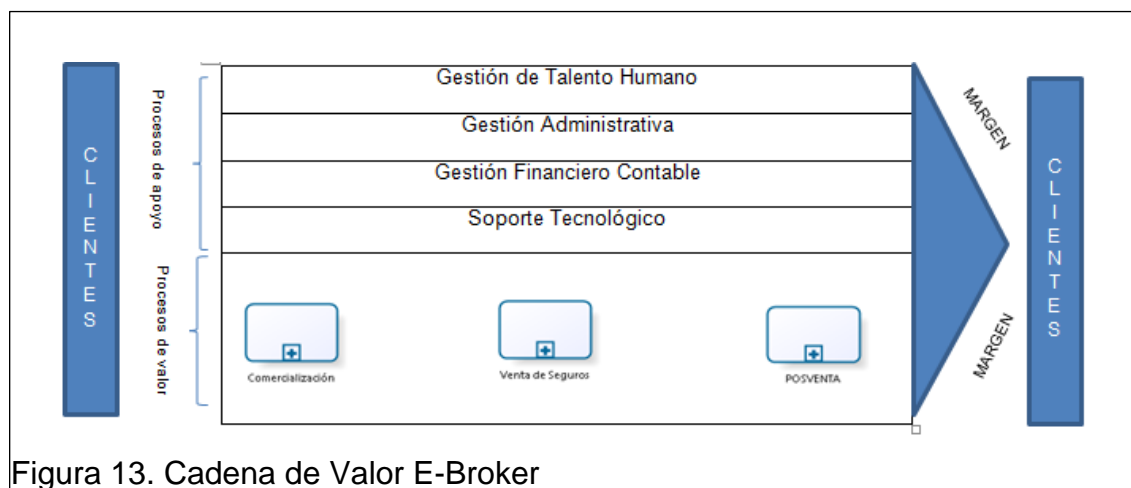 CLIENTES
Procesos de apoyo
Gestión de Talento Humano
Gestión Administrativa
Gestión Financiero Contable
Soporte Tecnológico
Procesos de valor
Comercialización
Venta de Seguros
POSVENTA
MARGEN
MARGEN
CLIENTES
Figura 13. Cadena de Valor E-Broker